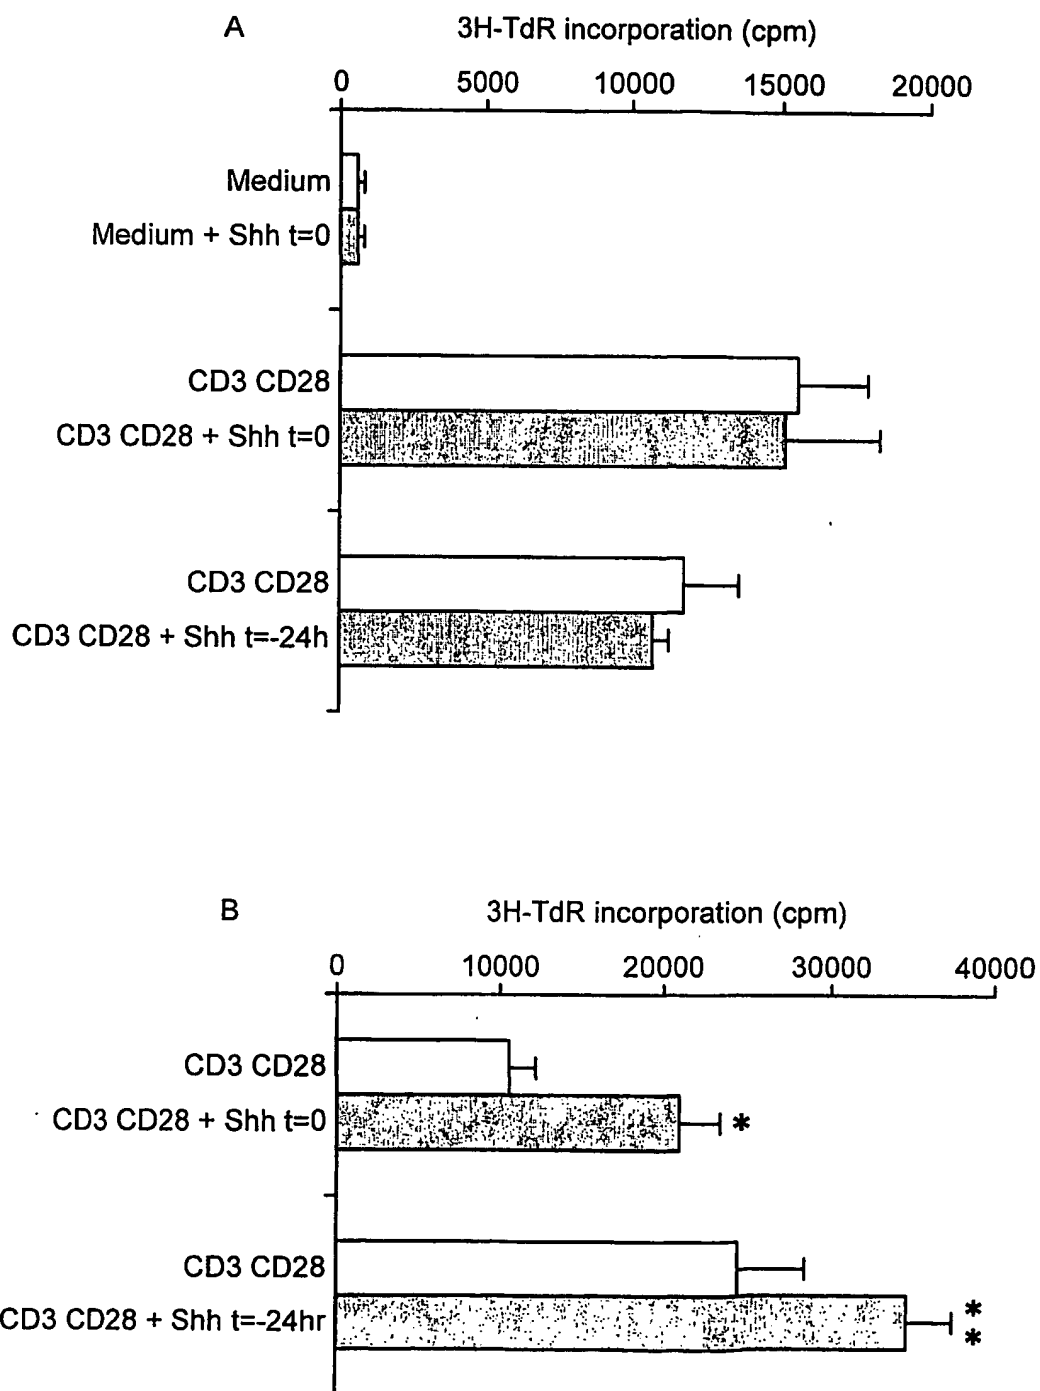 A
3H-TdR incorporation (cpm)
0 5000 10000 15000 20000
Medium
Medium + Shh t=0
CD3 CD28
CD3 CD28 + Shh t=0
CD3 CD28
CD3 CD28 + Shh t=-24h
B
3H-TdR incorporation (cpm)
0 10000 20000 30000 40000
CD3 CD28
CD3 CD28 + Shh t=0
*
CD3 CD28
CD3 CD28 + Shh t=-24hr
*
*